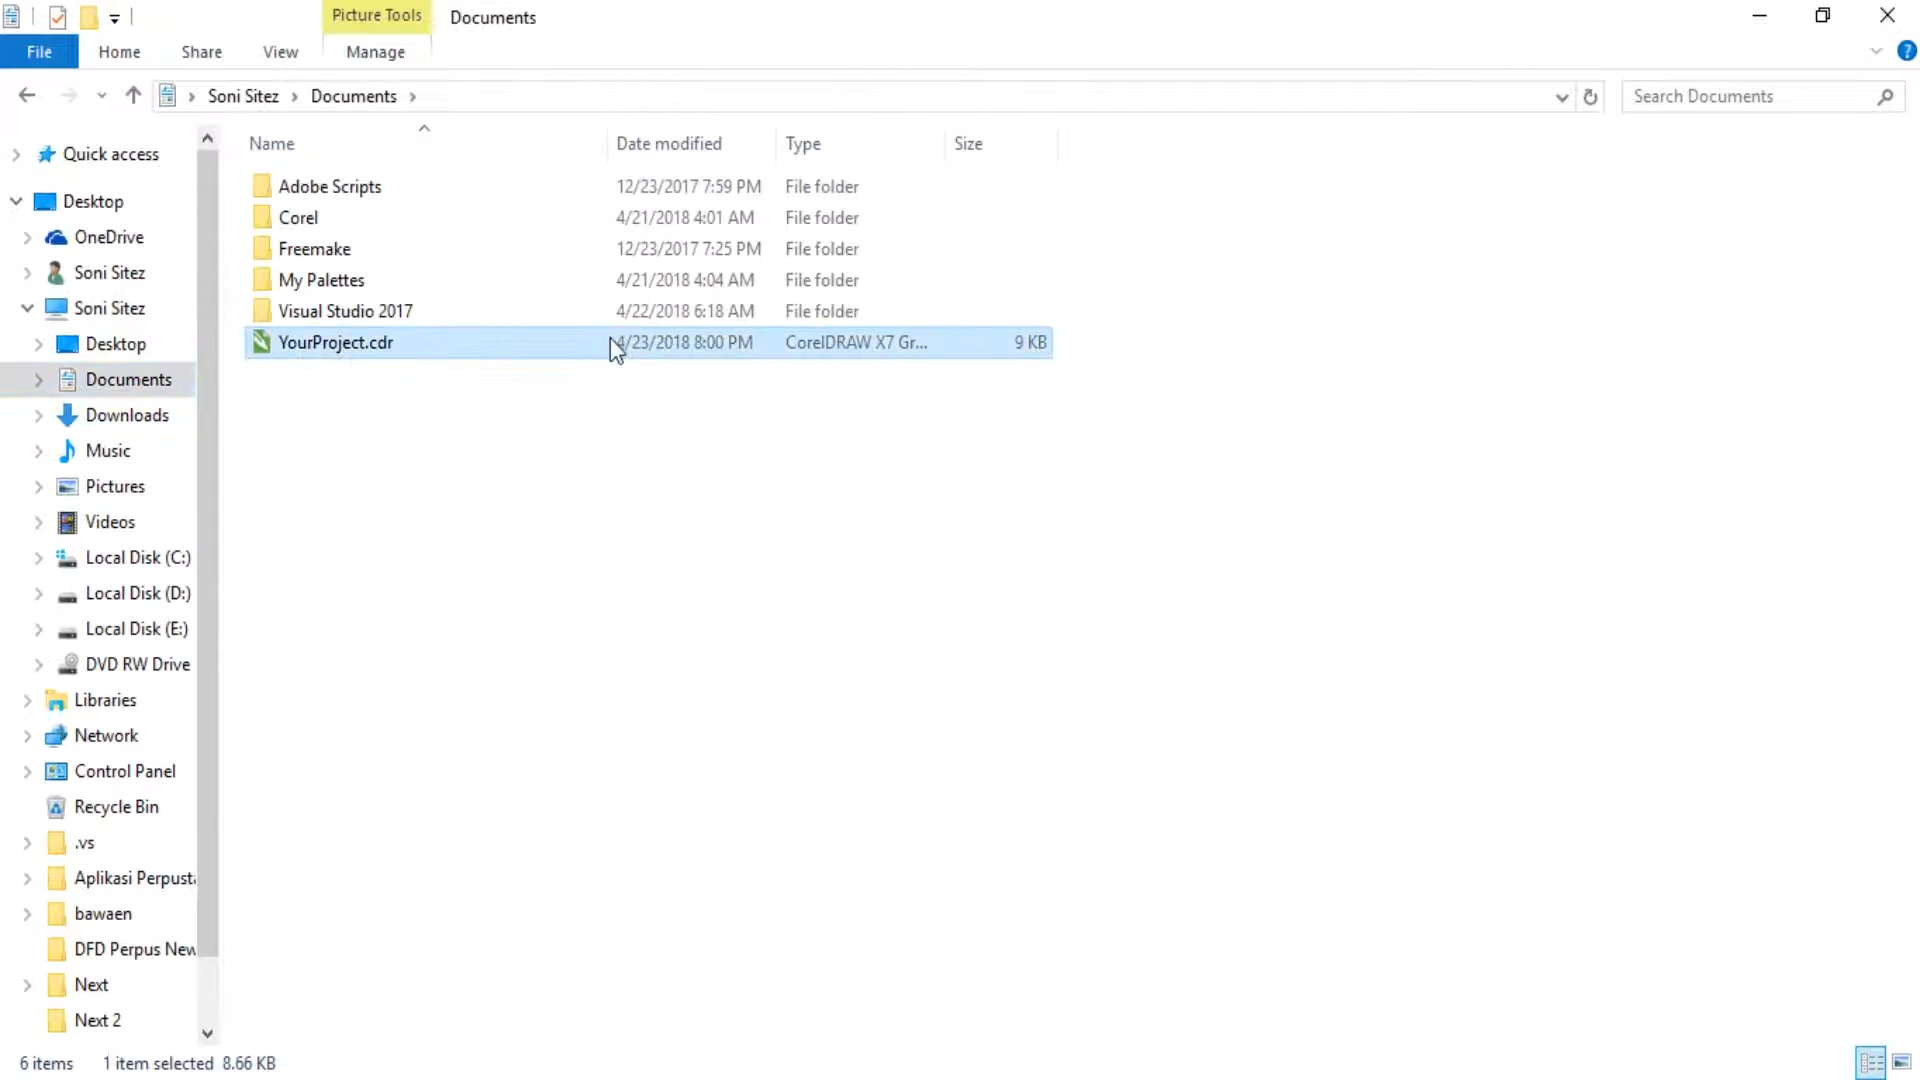 Picture Tools Documents
File Home Share View Manage
Soni Sitez Documents Search Documents
Name Date modified Type Size
Quick access
Desktop
OneDrive
Soni Sitez
Soni Sitez
Desktop
Documents
Downloads
Music
Pictures
Videos
Local Disk (C:)
Local Disk (D:)
Local Disk (E:)
DVD RW Drive
Libraries
Network
Control Panel
Recycle Bin
.vs
Aplikasi Perpust
bawaen
DFD Perpus New
Next
Next 2
Adobe Scripts 12/23/2017 7:59 PM File folder
Corel 4/21/2018 4:01 AM File folder
Freemake 12/23/2017 7:25 PM File folder
My Palettes 4/21/2018 4:04 AM File folder
Visual Studio 2017 4/22/2018 6:18 AM File folder
YourProject.cdr 4/23/2018 8:00 PM CorelDRAW X7 Gr... 9 KB
6 items 1 item selected 8.66 KB